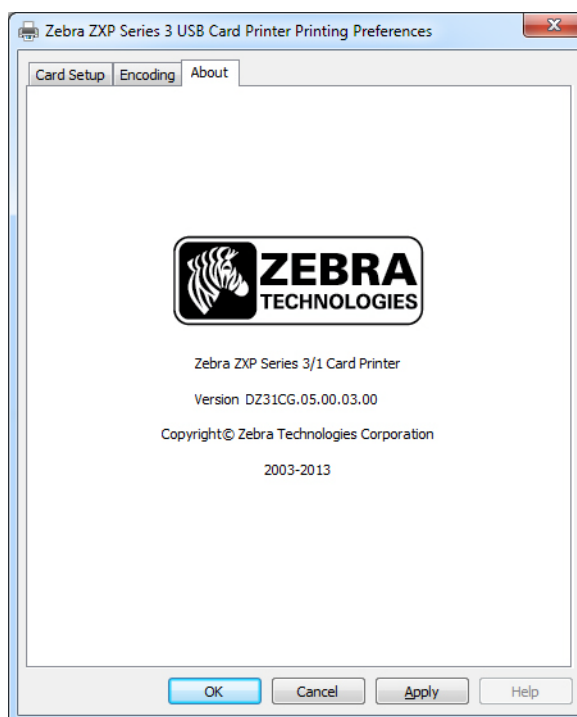 Zebra ZXP Series 3 USB Card Printer Printing Preferences
Card Setup Encoding About
ZEBRA
TECHNOLOGIES
Zebra ZXP Series 3/1 Card Printer
Version DZ31CG.05.00.03.00
Copyright© Zebra Technologies Corporation
2003-2013
OK Cancel Apply Help